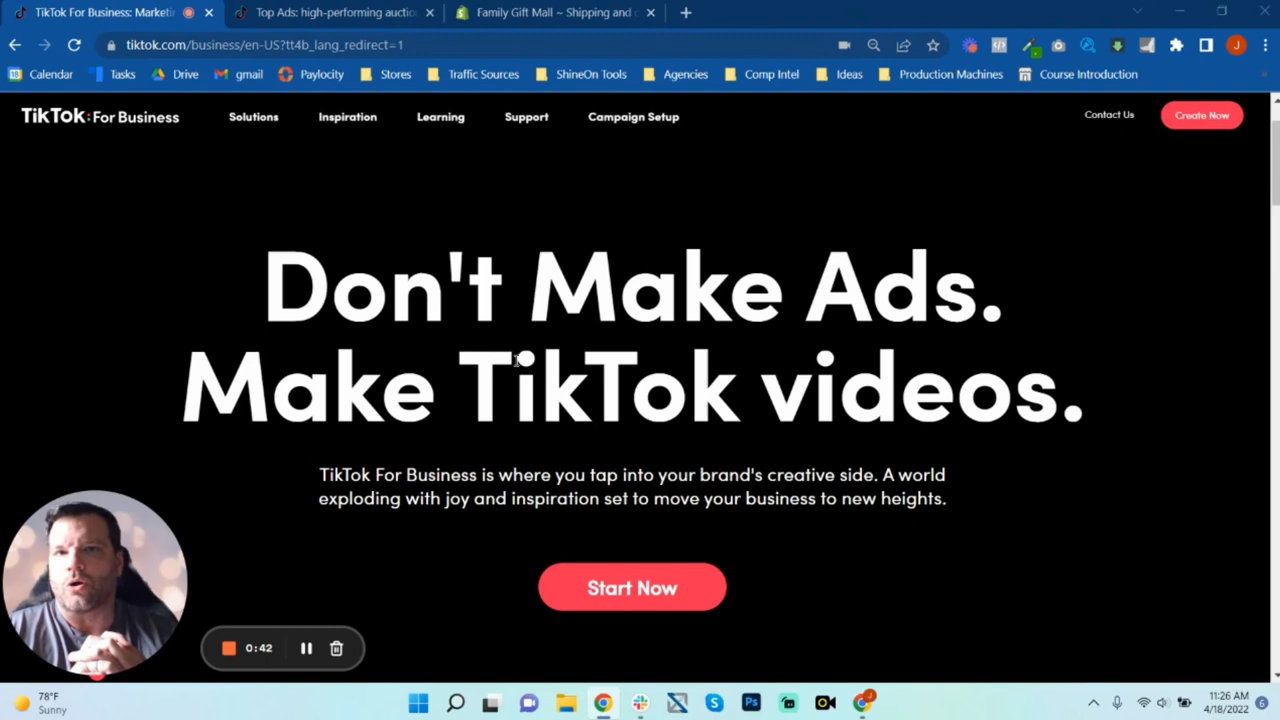 TikTok For Business: Marketin
Top Ads: high-performing auctio
Family Gift Mall ~ Shipping and
tiktok.com/business/en-US?tt4b_lang_redirect=1
J
18
Calendar
Tasks
Drive
gmail
Paylocity
Stores
Traffic Sources
ShineOn Tools
Agencies
Comp Intel
Ideas
Production Machines
Course Introduction
TikTok: For Business
Solutions
Inspiration
Learning
Support
Campaign Setup
Contact Us
Create Now
Don't Make Ads.
Make TikTok videos.
TikTok For Business is where you tap into your brand's creative side. A world
exploding with joy and inspiration set to move your business to new heights.
Start Now
0:42
78°F
Sunny
Ps
11:26 AM
4/18/2022
6